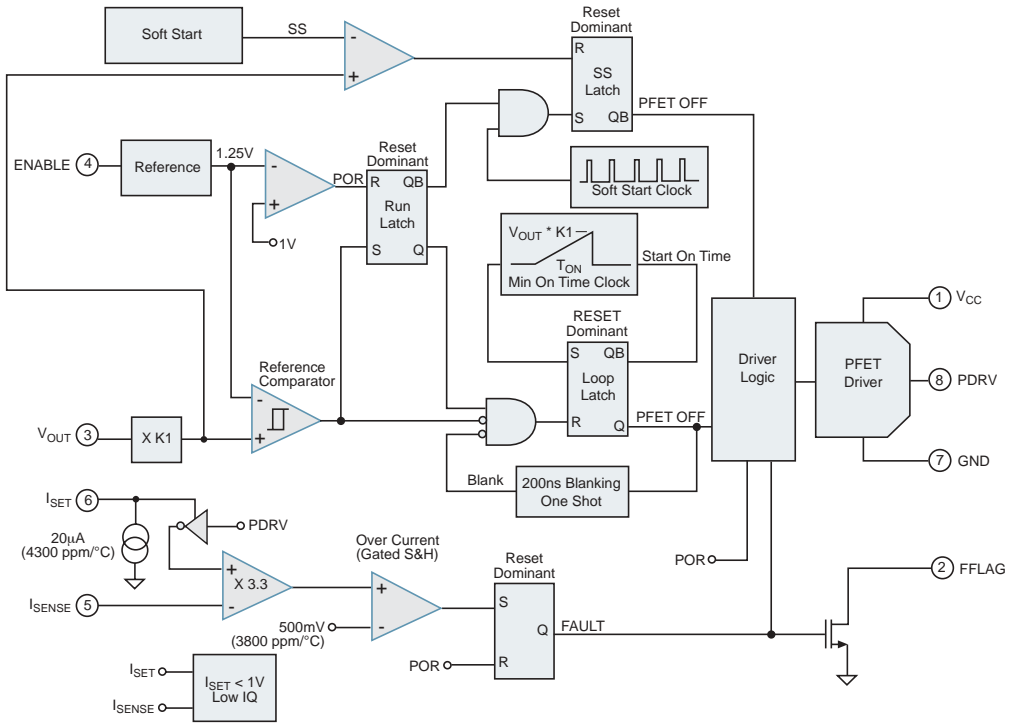 Soft Start
SS
-
+
Reset
Dominant
R
SS
Latch
S
QB
PFET OFF
Soft Start Clock
ENABLE
4
Reference
1.25V
-
+
1V
POR
Reset
Dominant
R
QB
Run
Latch
S
Q
VOUT * K1
TON
Min On Time Clock
Start On Time
RESET
Dominant
S
QB
Loop
Latch
R
Q
PFET OFF
Driver
Logic
PFET
Driver
1
VCC
8
PDRV
7
GND
Reference
Comparator
-
+
VOUT
3
X K1
Blank
200ns Blanking
One Shot
ISET
6
20µA
(4300 ppm/°C)
PDRV
+
X 3.3
-
ISENSE
5
Over Current
(Gated S&H)
+
-
500mV
(3800 ppm/°C)
Reset
Dominant
S
Q
R
POR
FAULT
POR
2
FFLAG
ISET
ISENSE
ISET < 1V
Low IQ